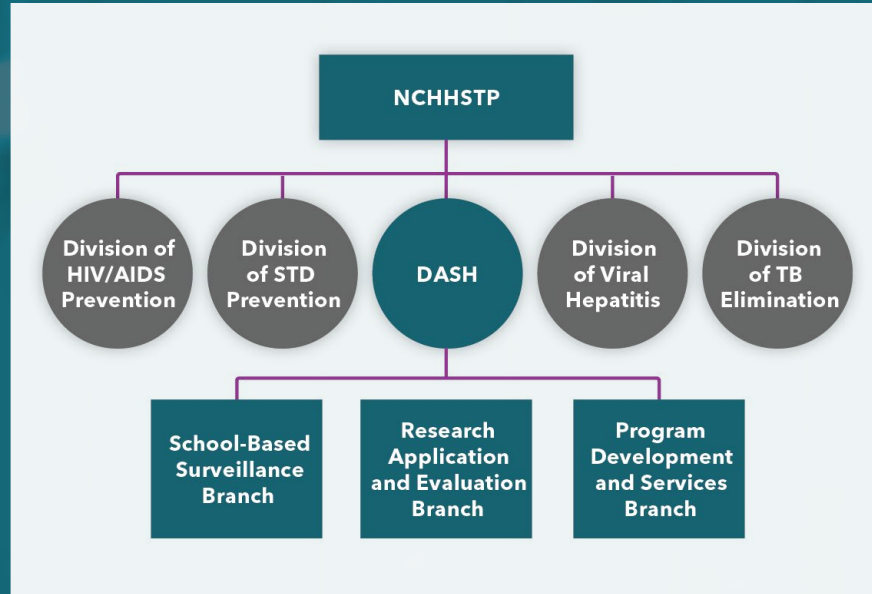 NCHHSTP
Division of
HIV/AIDS
Prevention
Division
of STD
Prevention
DASH
Division
of Viral
Hepatitis
Division
of TB
Elimination
School-Based
Surveillance
Branch
Research
Application
and Evaluation
Branch
Program
Development
and Services
Branch